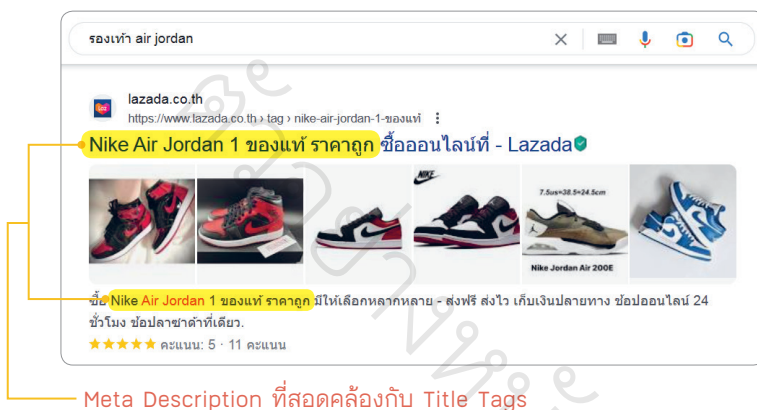 รองเท้า air jordan
lazada.co.th
https://www.lazada.co.th › tag › nike-air-jordan-1-ของแท้
Nike Air Jordan 1 ของแท้ ราคาถูก ซื้อออนไลน์ที่ - Lazada
NIKE
7.5us=38.5=24.5cm
Nike Jordan Air 200E
ซื้อ Nike Air Jordan 1 ของแท้ ราคาถูก มีให้เลือกหลากหลาย - ส่งฟรี ส่งไว เก็บเงินปลายทาง ช้อปออนไลน์ 24
ชั่วโมง ช้อปลาซาด้าที่เดียว.
★★★★★ คะแนน: 5 · 11 คะแนน
Meta Description ที่สอดคล้องกับ Title Tags